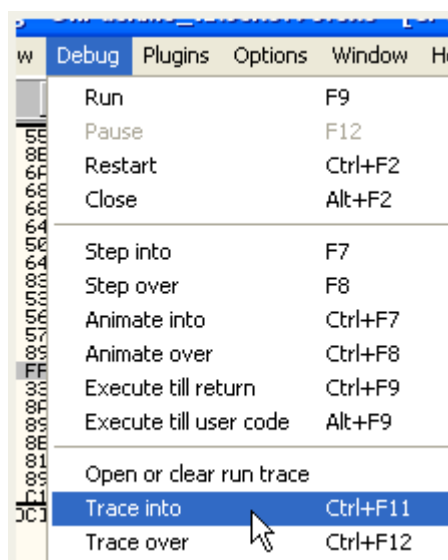 w Debug Plugins Options Window
Run F9
Pause F12
Restart Ctrl+F2
Close Alt+F2
Step into F7
Step over F8
Animate into Ctrl+F7
Animate over Ctrl+F8
Execute till return Ctrl+F9
Execute till user code Alt+F9
Open or clear run trace
Trace into Ctrl+F11
Trace over Ctrl+F12